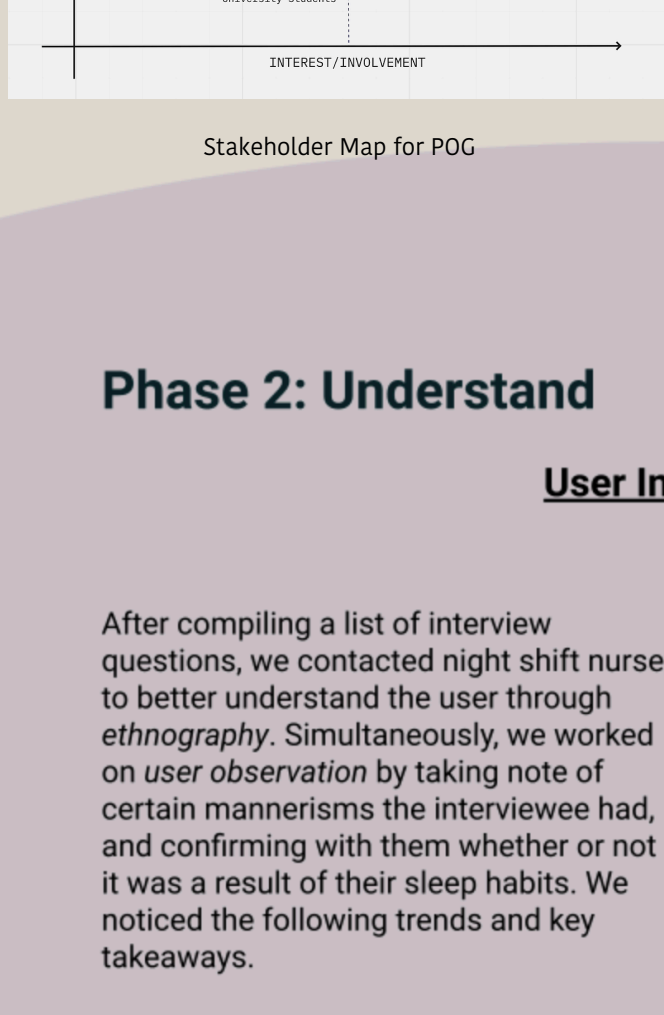 University Students
INTEREST/INVOLVEMENT
Stakeholder Map for POG
Phase 2: Understand
User In
After compiling a list of interview
questions, we contacted night shift nurse
to better understand the user through
ethnography. Simultaneously, we worked
on user observation by taking note of
certain mannerisms the interviewee had,
and confirming with them whether or not
it was a result of their sleep habits. We
noticed the following trends and key
takeaways.